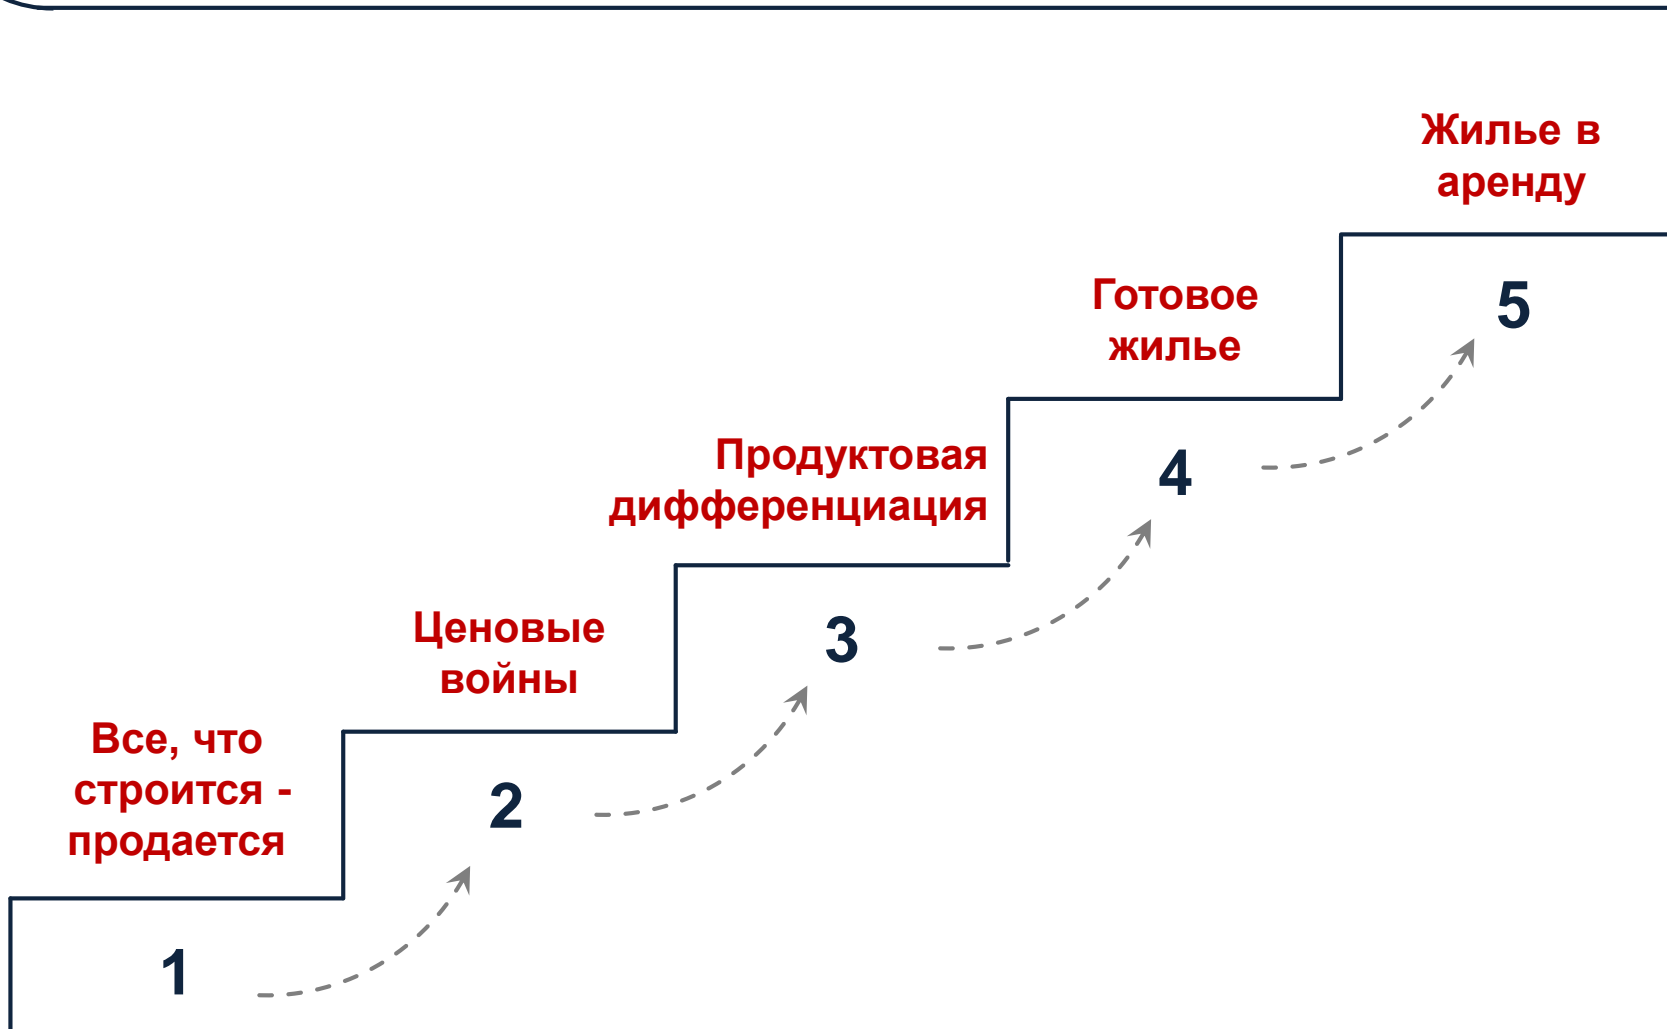 Жилье в
аренду
5
Готовое
жилье
4
Продуктовая
дифференциация
3
Ценовые
войны
2
Все, что
строится -
продается
1